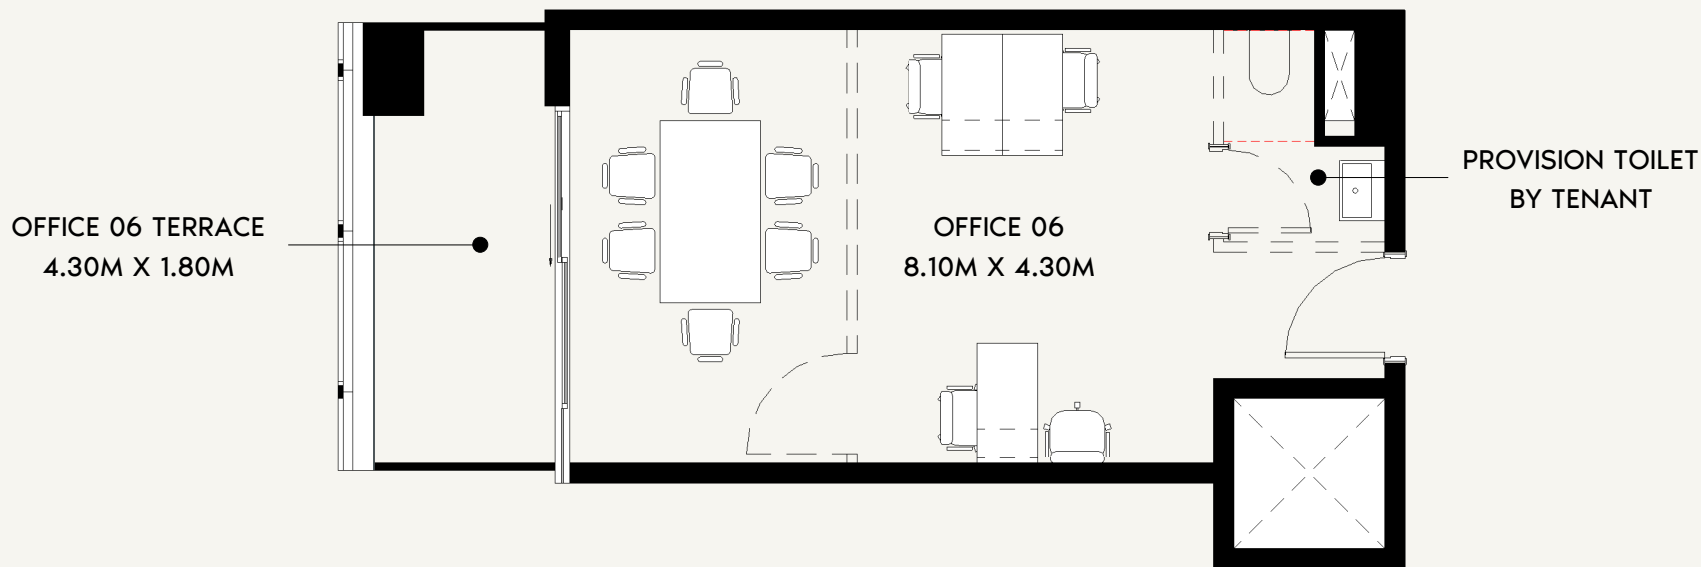 OFFICE 06 TERRACE
4.30M X 1.80M
OFFICE 06
8.10M X 4.30M
PROVISION TOILET
BY TENANT